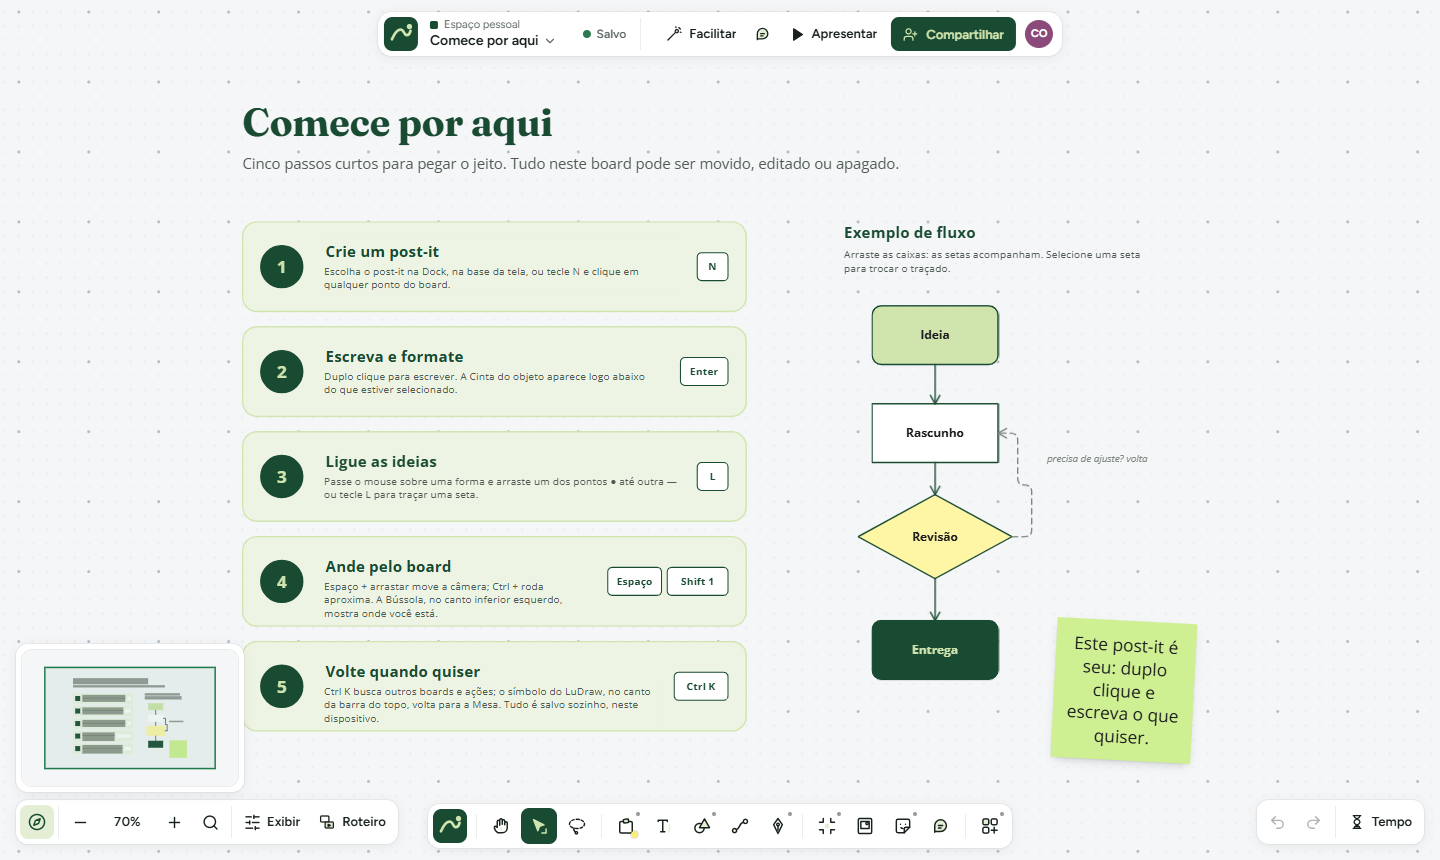 Espaço pessoal
Comece por aqui
Salvo
Facilitar
Apresentar
Compartilhar
CO
Comece por aqui
Cinco passos curtos para pegar o jeito. Tudo neste board pode ser movido, editado ou apagado.
1
Crie um post-it
Escolha o post-it na Dock, na base da tela, ou tecle N e clique em
qualquer ponto do board.
N
2
Escreva e formate
Duplo clique para escrever. A Cinta do objeto aparece logo abaixo
do que estiver selecionado.
Enter
3
Ligue as ideias
Passe o mouse sobre uma forma e arraste um dos pontos • até outra —
ou tecle L para traçar uma seta.
L
4
Ande pelo board
Espaço + arrastar move a câmera; Ctrl + roda
aproxima. A Bússola, no canto inferior esquerdo,
mostra onde você está.
Espaço
Shift 1
5
Volte quando quiser
Ctrl K busca outros boards e ações; o símbolo do LuDraw, no canto
da barra do topo, volta para a Mesa. Tudo é salvo sozinho, neste
dispositivo.
Ctrl K
Exemplo de fluxo
Arraste as caixas: as setas acompanham. Selecione uma seta
para trocar o traçado.
Ideia
Rascunho
precisa de ajuste? volta
Revisão
Entrega
Este post-it é
seu: duplo
clique e
escreva o que
quiser.
70%
Exibir
Roteiro
T
Tempo